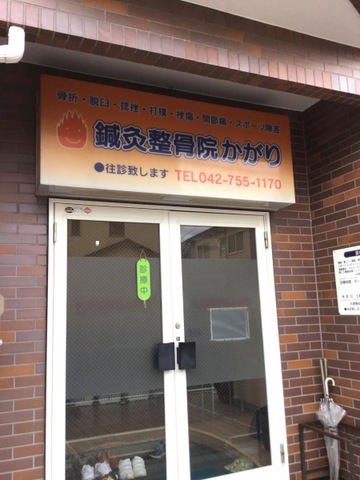 骨折・脱臼・捻挫・打撲・挫傷・関節痛・スポーツ障害
鍼灸整骨院かがり
●往診致します TEL042-755-1170
診療中